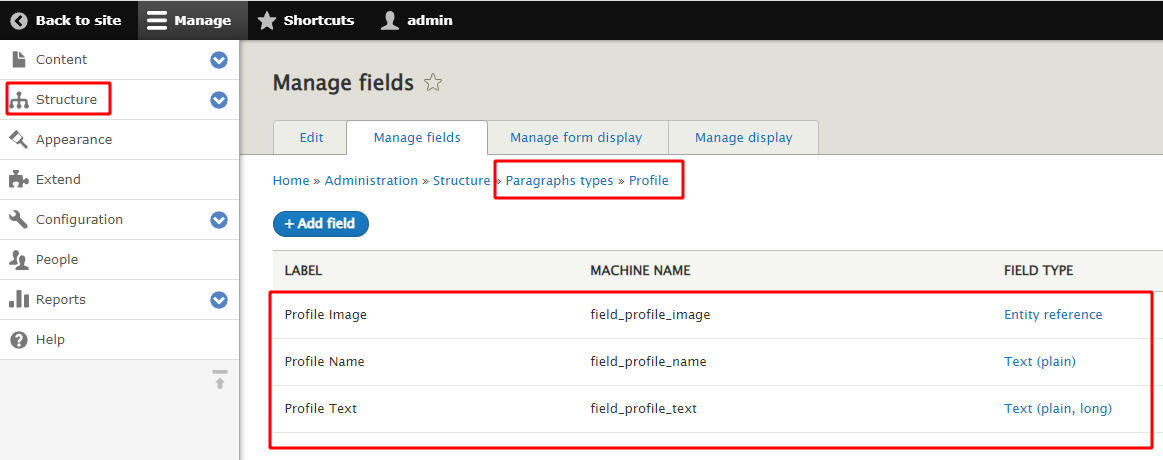 Back to site Manage Shortcuts admin
Content
Structure
Appearance
Extend
Configuration
People
Reports
Help
Manage fields
Edit Manage fields Manage form display Manage display
Home » Administration » Structure » Paragraphs types » Profile
+ Add field
LABEL MACHINE NAME FIELD TYPE
Profile Image field_profile_image Entity reference
Profile Name field_profile_name Text (plain)
Profile Text field_profile_text Text (plain, long)